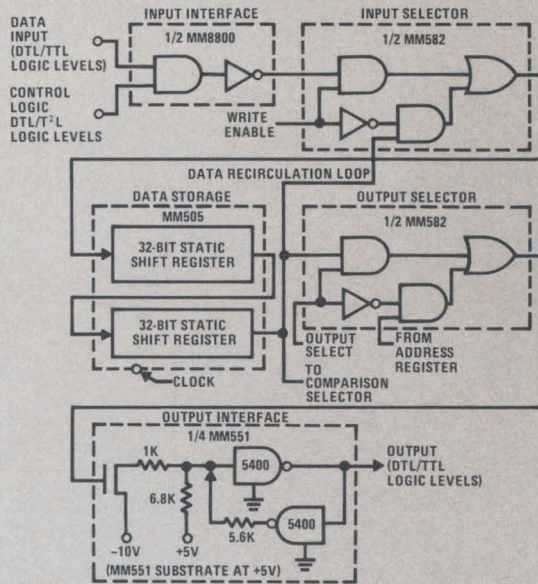 DATA
INPUT
(DTL/TTL
LOGIC LEVELS)
CONTROL
LOGIC
DTL/T²L
LOGIC LEVELS
INPUT INTERFACE
1/2 MM8800
INPUT SELECTOR
1/2 MM582
WRITE
ENABLE
DATA RECIRCULATION LOOP
DATA STORAGE
MM505
32-BIT STATIC
SHIFT REGISTER
32-BIT STATIC
SHIFT REGISTER
CLOCK
OUTPUT SELECTOR
1/2 MM582
OUTPUT
SELECT
FROM
ADDRESS
REGISTER
TO
COMPARISON
SELECTOR
OUTPUT INTERFACE
1/4 MM551
1K
6.8K
5400
5.6K
5400
−10V
+5V
(MM551 SUBSTRATE AT +5V)
OUTPUT
(DTL/TTL
LOGIC LEVELS)